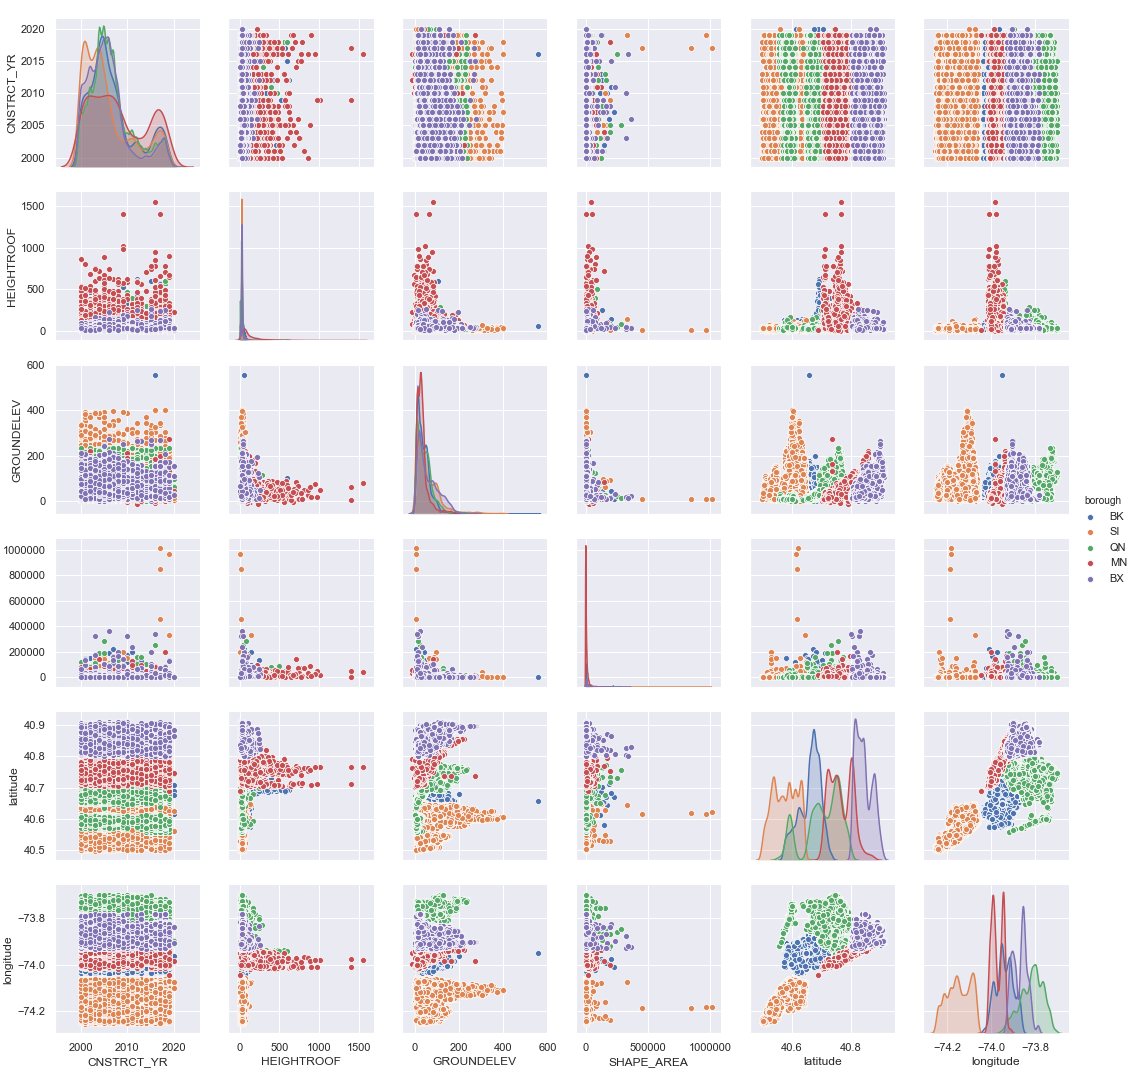 2020
2015
2010
2005
2000
CNSTRCT_YR
1500
1000
500
0
HEIGHTROOF
600
400
200
0
GROUNDELEV
borough
BK
SI
QN
MN
BX
1000000
800000
600000
400000
200000
0
SHAPE_AREA
40.9
40.8
40.7
40.6
40.5
latitude
−73.8
−74.0
−74.2
longitude
2000 2010 2020 0 500 1000 1500 0 200 400 600 0 500000 1000000 40.6 40.8 −74.2 −74.0 −73.8
CNSTRCT_YR HEIGHTROOF GROUNDELEV SHAPE_AREA latitude longitude